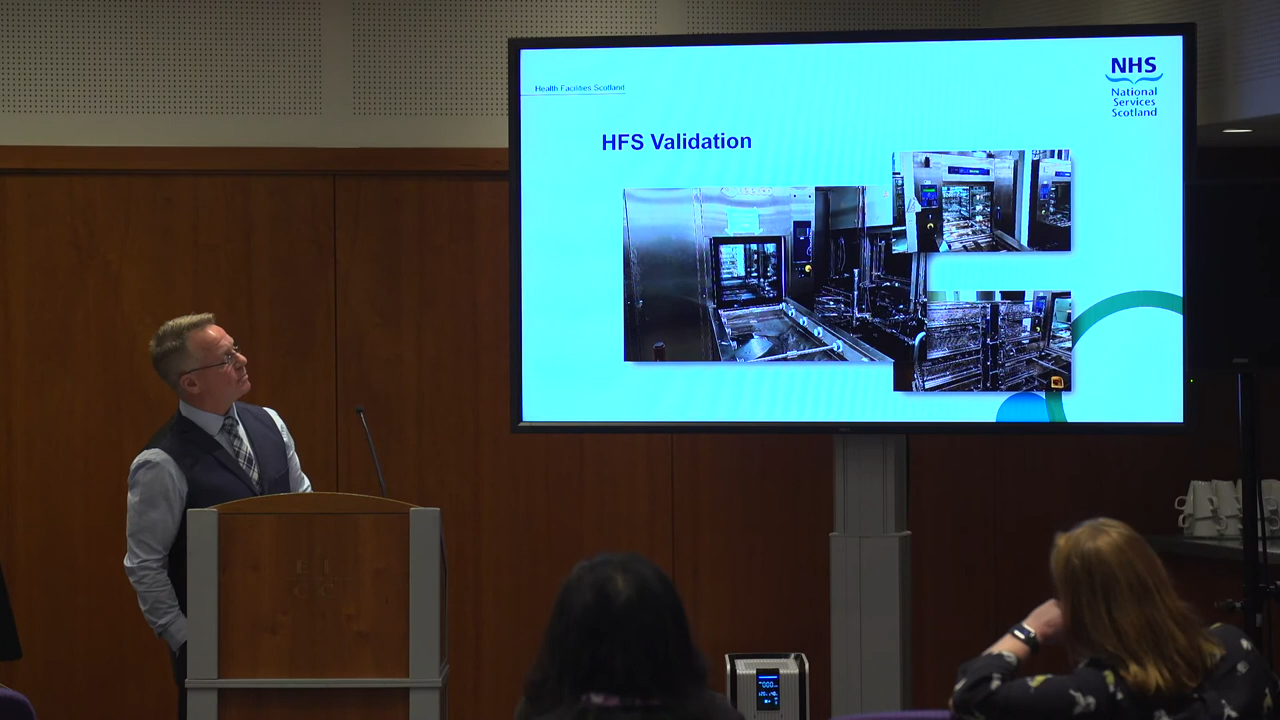 Health Facilities Scotland
NHS
National
Services
Scotland
HFS Validation
E I
C C